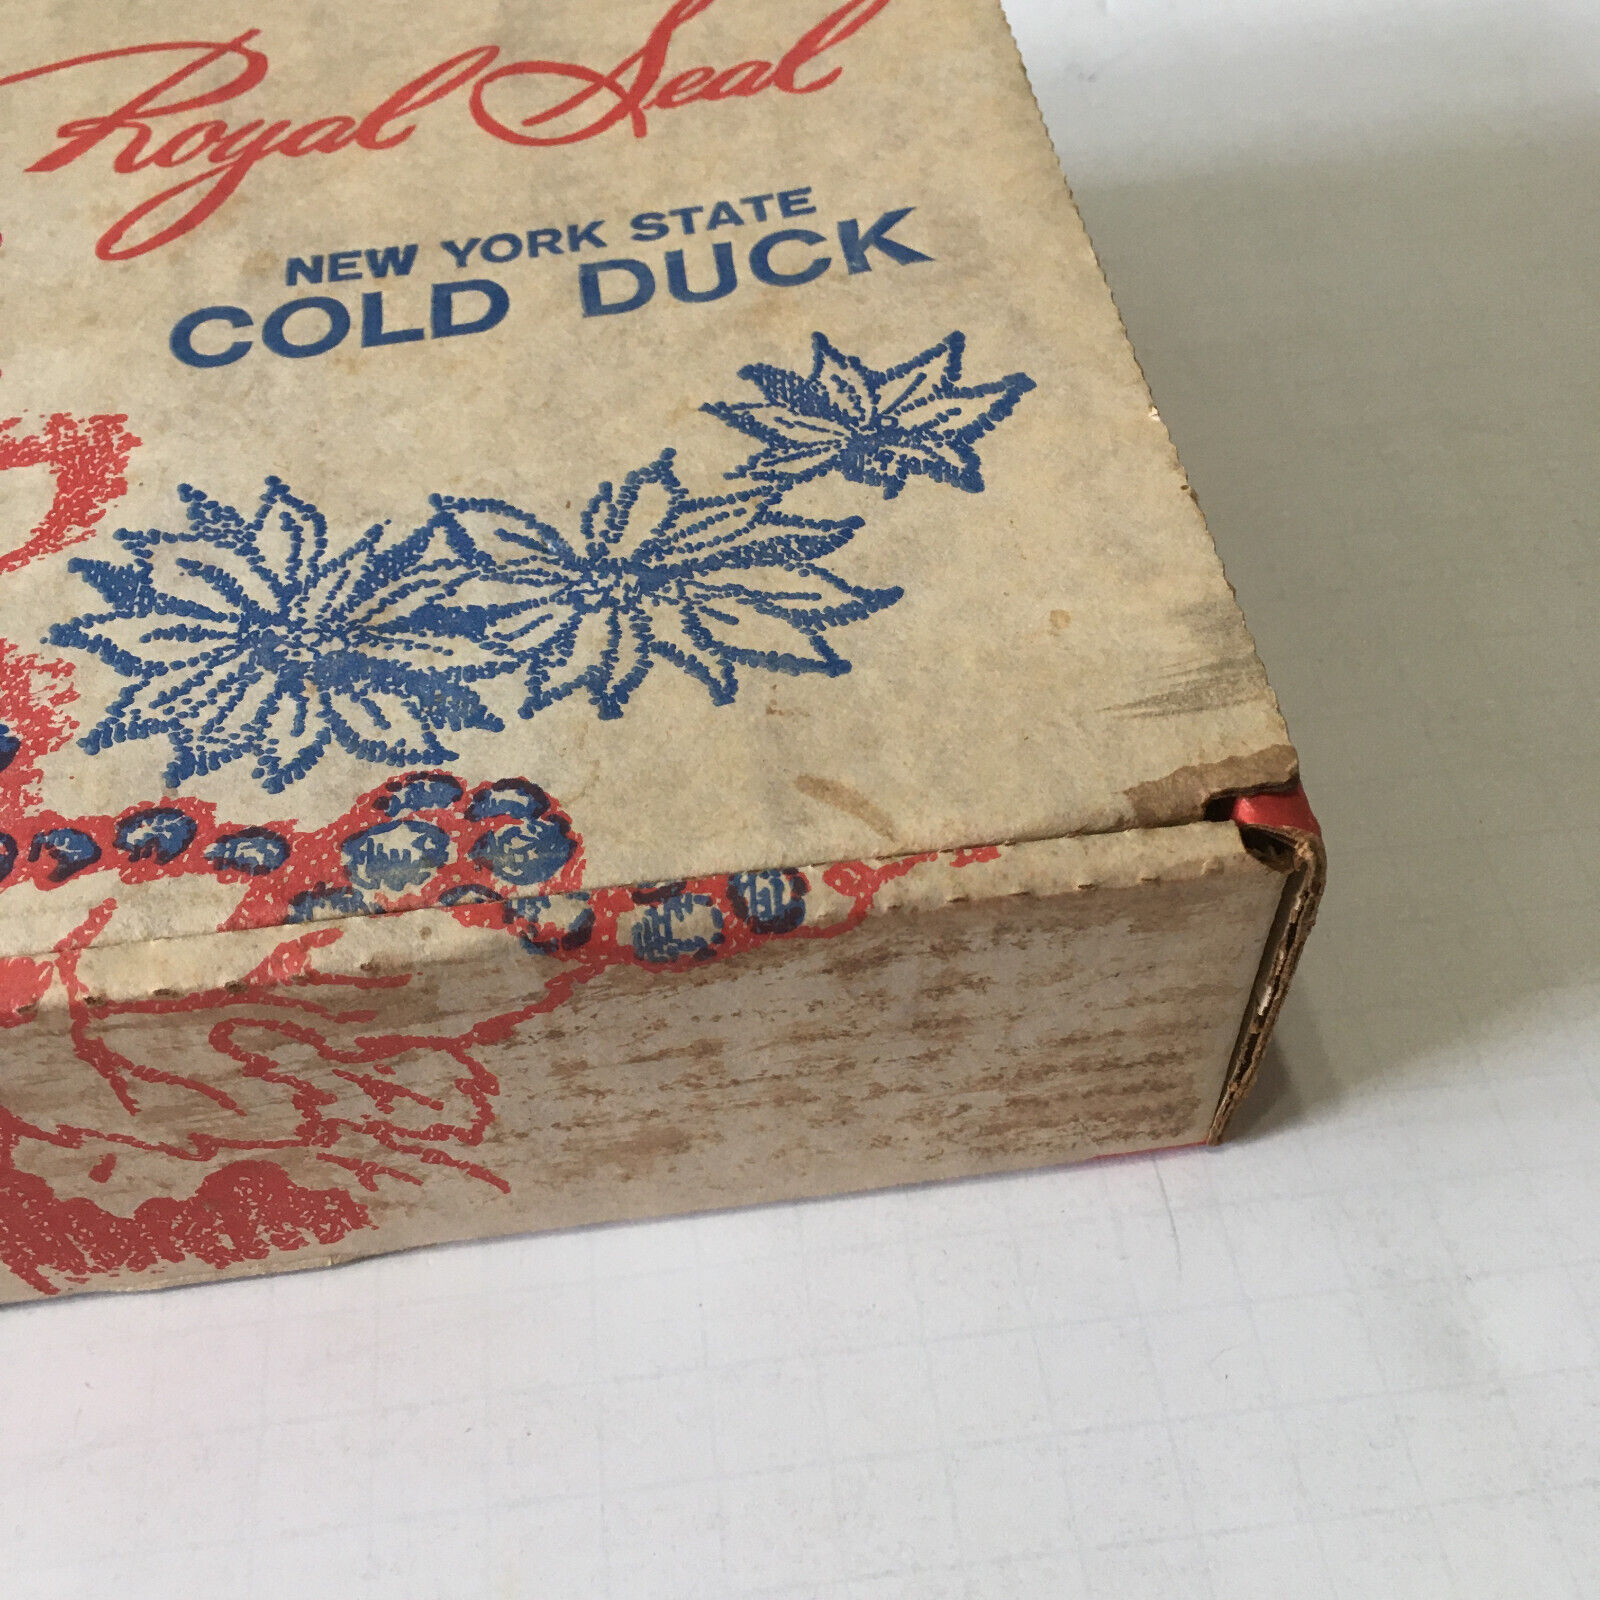 Royal Seal
NEW YORK STATE
COLD DUCK